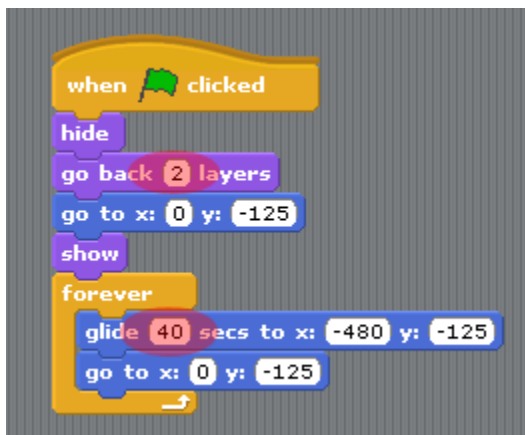 when clicked
hide
go back 2 layers
go to x: 0 y: -125
show
forever
glide 40 secs to x: -480 y: -125
go to x: 0 y: -125